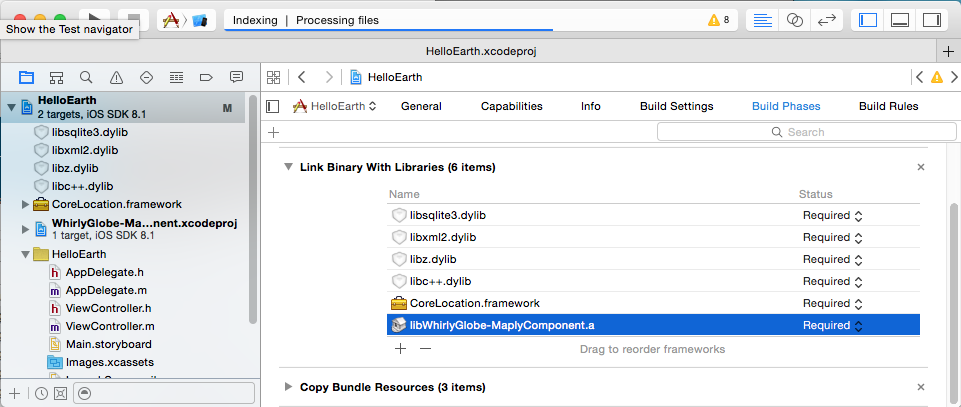 Indexing | Processing files
8
Show the Test navigator
HelloEarth.xcodeproj
HelloEarth
M
2 targets, iOS SDK 8.1
libsqlite3.dylib
libxml2.dylib
libz.dylib
libc++.dylib
CoreLocation.framework
WhirlyGlobe-Ma...nent.xcodeproj
1 target, iOS SDK 8.1
HelloEarth
AppDelegate.h
AppDelegate.m
ViewController.h
ViewController.m
Main.storyboard
Images.xcassets
HelloEarth
HelloEarth
General
Capabilities
Info
Build Settings
Build Phases
Build Rules
Search
Link Binary With Libraries (6 items)
Name
Status
libsqlite3.dylib
Required
libxml2.dylib
Required
libz.dylib
Required
libc++.dylib
Required
CoreLocation.framework
Required
libWhirlyGlobe-MaplyComponent.a
Required
Drag to reorder frameworks
Copy Bundle Resources (3 items)